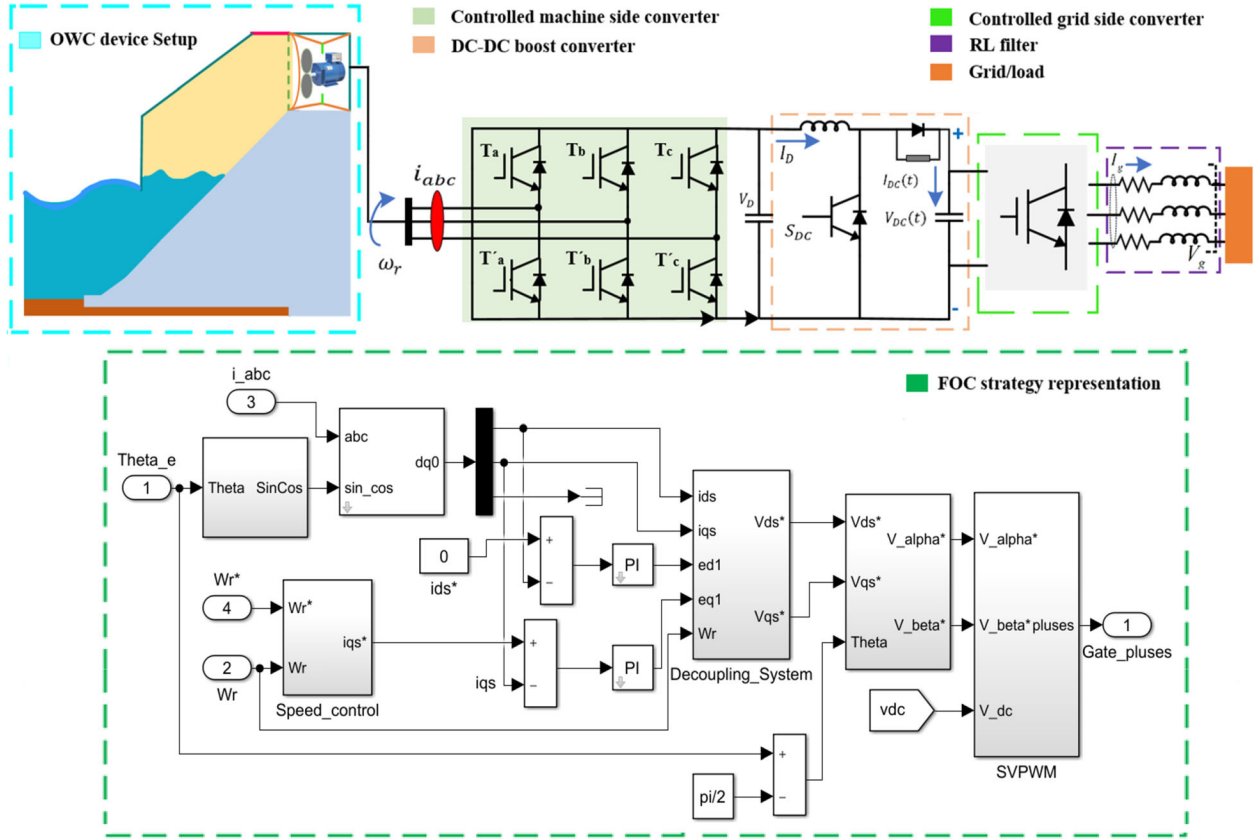 OWC device Setup
Controlled machine side converter
DC-DC boost converter
Controlled grid side converter
RL filter
Grid/load
ω_r
i_abc
T_a
T_b
T_c
T´_a
T´_b
T´_c
V_D
I_D
S_DC
I_DC(t)
V_DC(t)
+
-
I_g
V_g
FOC strategy representation
i_abc
3
Theta_e
1
Theta SinCos
abc
sin_cos
dq0
0
ids*
+
−
PI
Wr*
4
2
Wr
Wr*
Wr
iqs*
Speed_control
iqs
+
−
PI
ids
iqs
ed1
eq1
Wr
Vds*
Vqs*
Decoupling_System
pi/2
+
−
Vds*
Vqs*
Theta
V_alpha*
V_beta*
vdc
V_alpha*
V_beta* pluses
V_dc
SVPWM
1
Gate_pluses